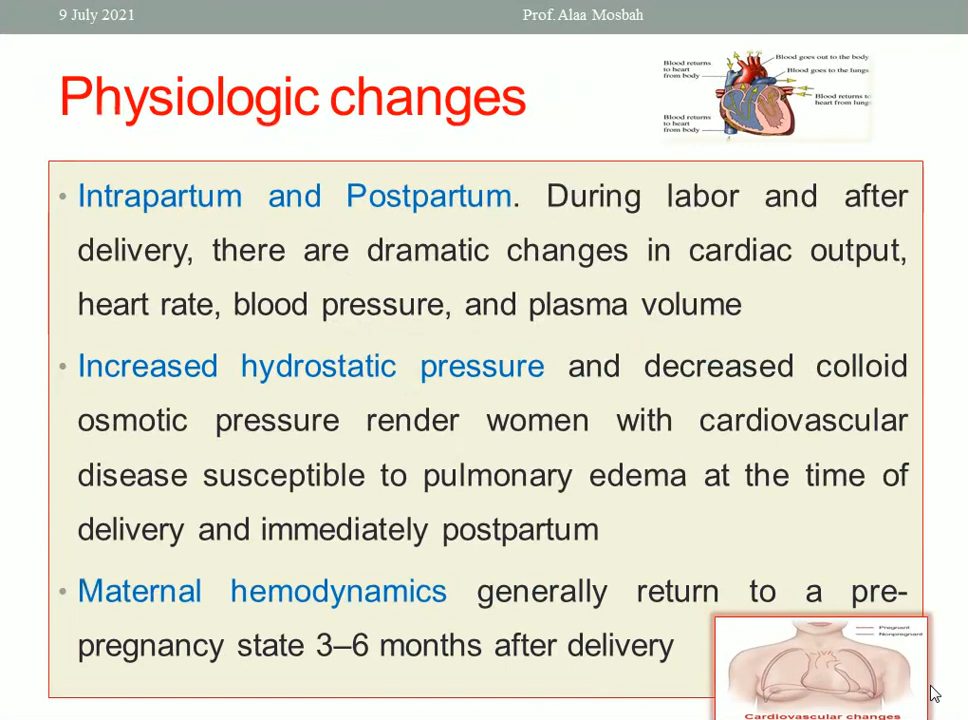 9 July 2021
Prof. Alaa Mosbah
Physiologic changes
Blood returns
to heart
from body
Blood goes out to the body
Blood goes to the lungs
Blood returns to
heart from lungs
Blood returns
to heart
from body
• Intrapartum and Postpartum. During labor and after
delivery, there are dramatic changes in cardiac output,
heart rate, blood pressure, and plasma volume
• Increased hydrostatic pressure and decreased colloid
osmotic pressure render women with cardiovascular
disease susceptible to pulmonary edema at the time of
delivery and immediately postpartum
• Maternal hemodynamics generally return to a pre-
pregnancy state 3–6 months after delivery
Pregnant
Nonpregnant
Cardiovascular changes